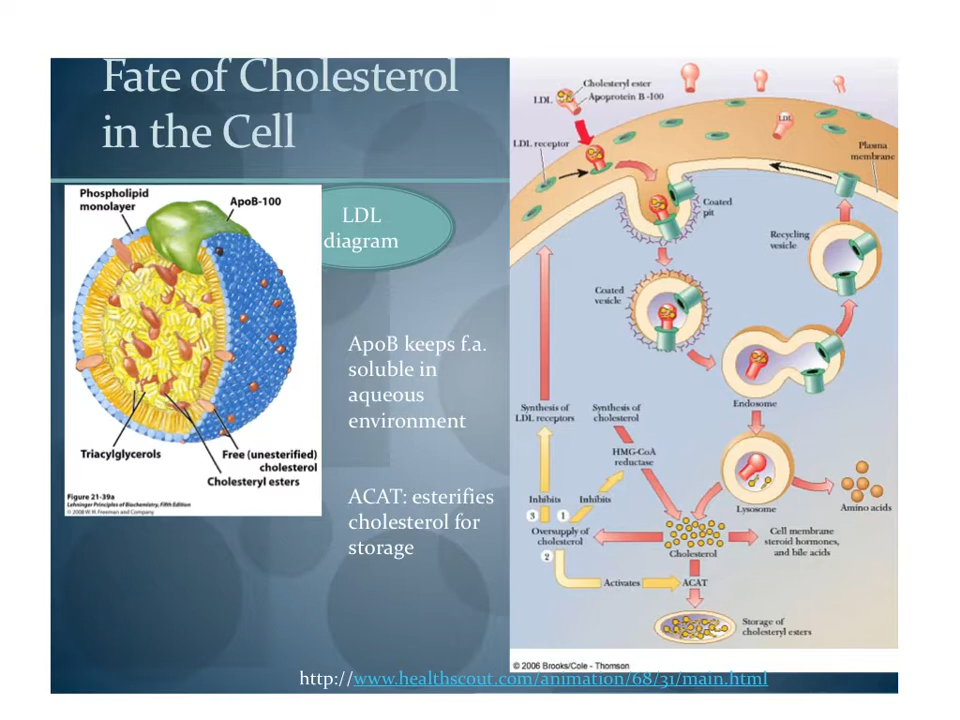 Fate of Cholesterol
in the Cell
Phospholipid
monolayer
ApoB-100
Triacylglycerols
Free (unesterified)
cholesterol
Cholesteryl esters
Figure 21-39a
Lehninger Principles of Biochemistry, Fifth Edition
© 2008 W. H. Freeman and Company
LDL
diagram
ApoB keeps f.a.
soluble in
aqueous
environment
ACAT: esterifies
cholesterol for
storage
Cholesteryl ester
LDL
Apoprotein B-100
LDL
LDL receptor
Plasma
membrane
Coated
pit
Recycling
vesicle
Coated
vesicle
Endosome
Synthesis of
LDL receptors
Synthesis of
cholesterol
HMG-CoA
reductase
Lysosome
Amino acids
Inhibits
Inhibits
3
1
Oversupply of
cholesterol
2
Cholesterol
Cell membrane
steroid hormones,
and bile acids
Activates
ACAT
Storage of
cholesteryl esters
© 2006 Brooks/Cole - Thomson
http://www.healthscout.com/animation/68/31/main.html